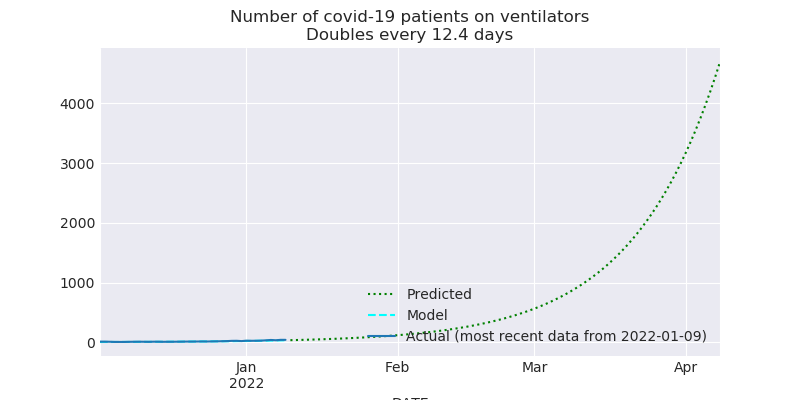 Number of covid-19 patients on ventilators
Doubles every 12.4 days
4000
3000
2000
1000
0
Predicted
Model
Actual (most recent data from 2022-01-09)
Jan
2022
Feb
Mar
Apr
DATE